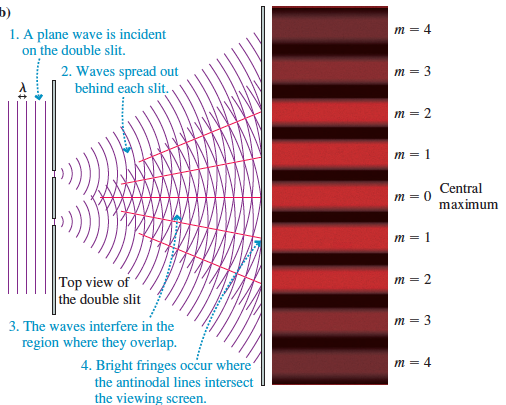 b)
1. A plane wave is incident
on the double slit.
2. Waves spread out
behind each slit.
λ
Top view of
the double slit
3. The waves interfere in the
region where they overlap.
4. Bright fringes occur where
the antinodal lines intersect
the viewing screen.
m = 4
m = 3
m = 2
m = 1
m = 0 Central
maximum
m = 1
m = 2
m = 3
m = 4